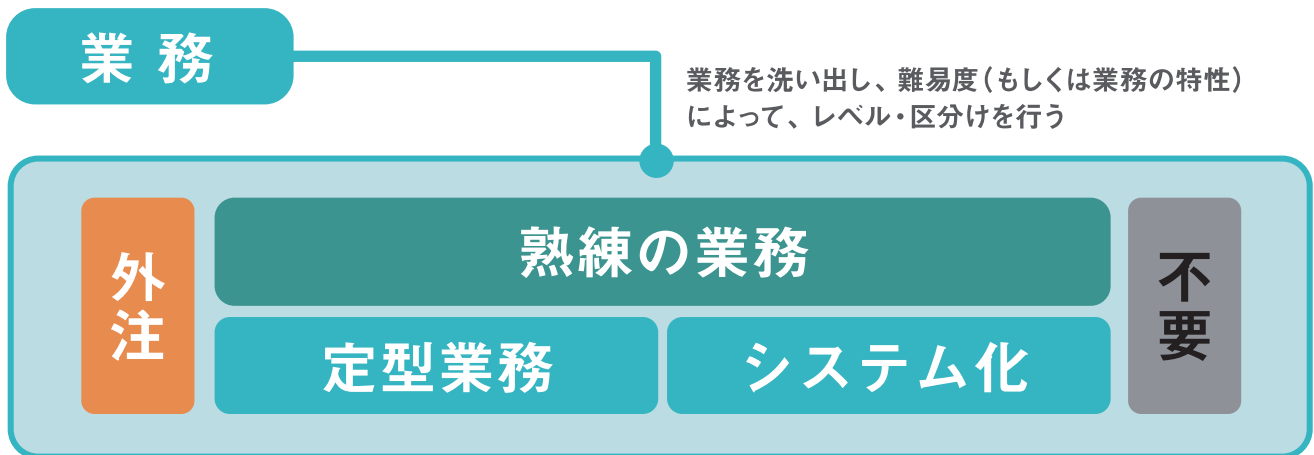 業務
業務を洗い出し、難易度（もしくは業務の特性）
によって、レベル・区分けを行う
外注
熟練の業務
定型業務
システム化
不要